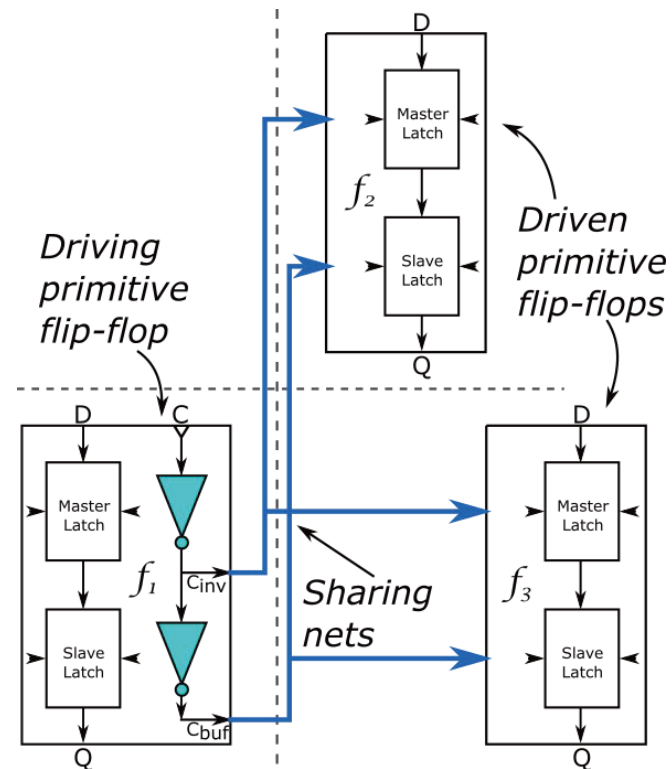 D
Master
Latch
f2
Slave
Latch
Q
Driven
primitive
flip-flops
Driving
primitive
flip-flop
D C
Master
Latch
f1
Cinv
Slave
Latch
Cbuf
Q
Sharing
nets
D
Master
Latch
f3
Slave
Latch
Q